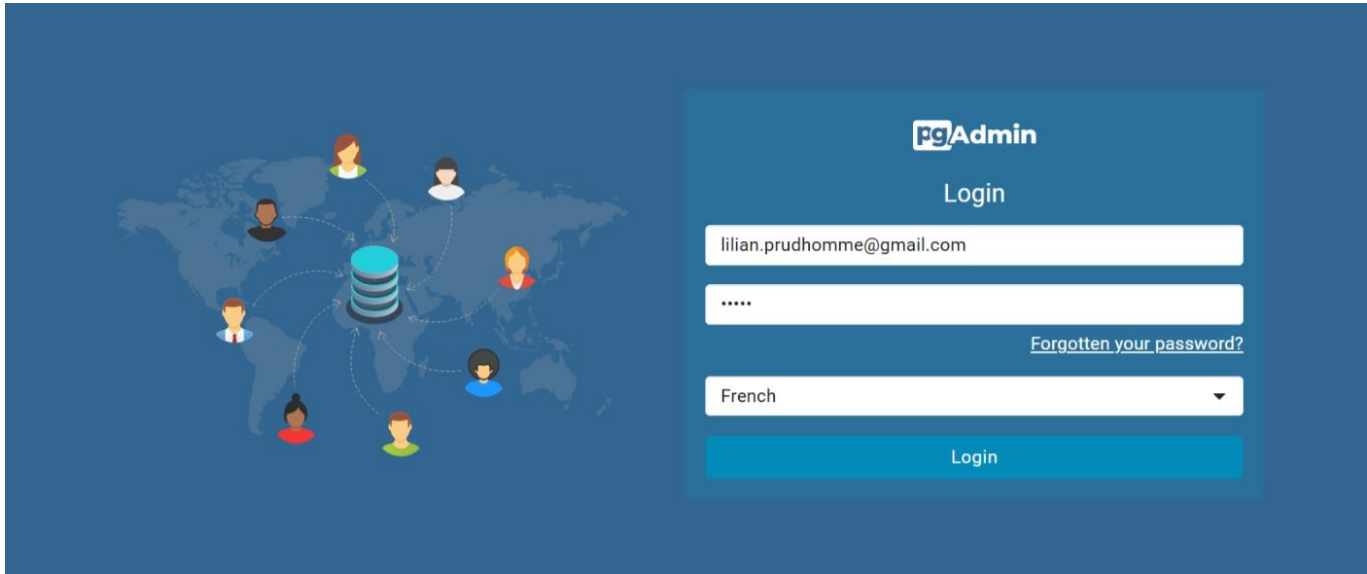 pgAdmin
Login
lilian.prudhomme@gmail.com
•••••
Forgotten your password?
French
Login